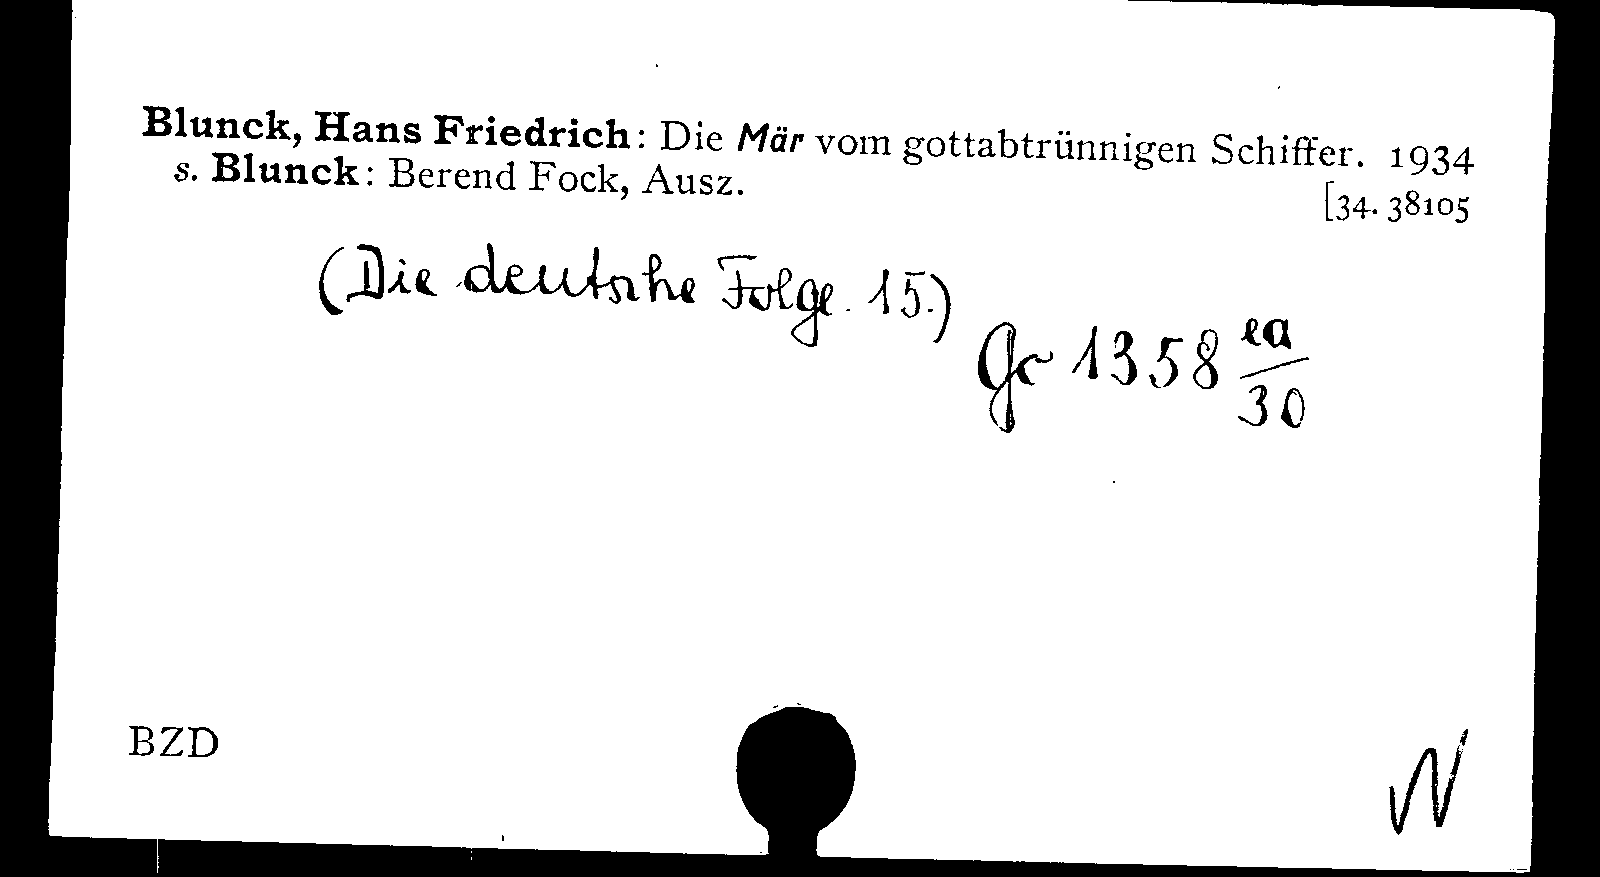 Blunck, Hans Friedrich: Die Mär vom gottabtrünnigen Schiffer. 1934
s. Blunck: Berend Fock, Ausz.
[34. 38105
(Die deutsche Folge. 15.)
Gc 1358 ea/30
BZD
W